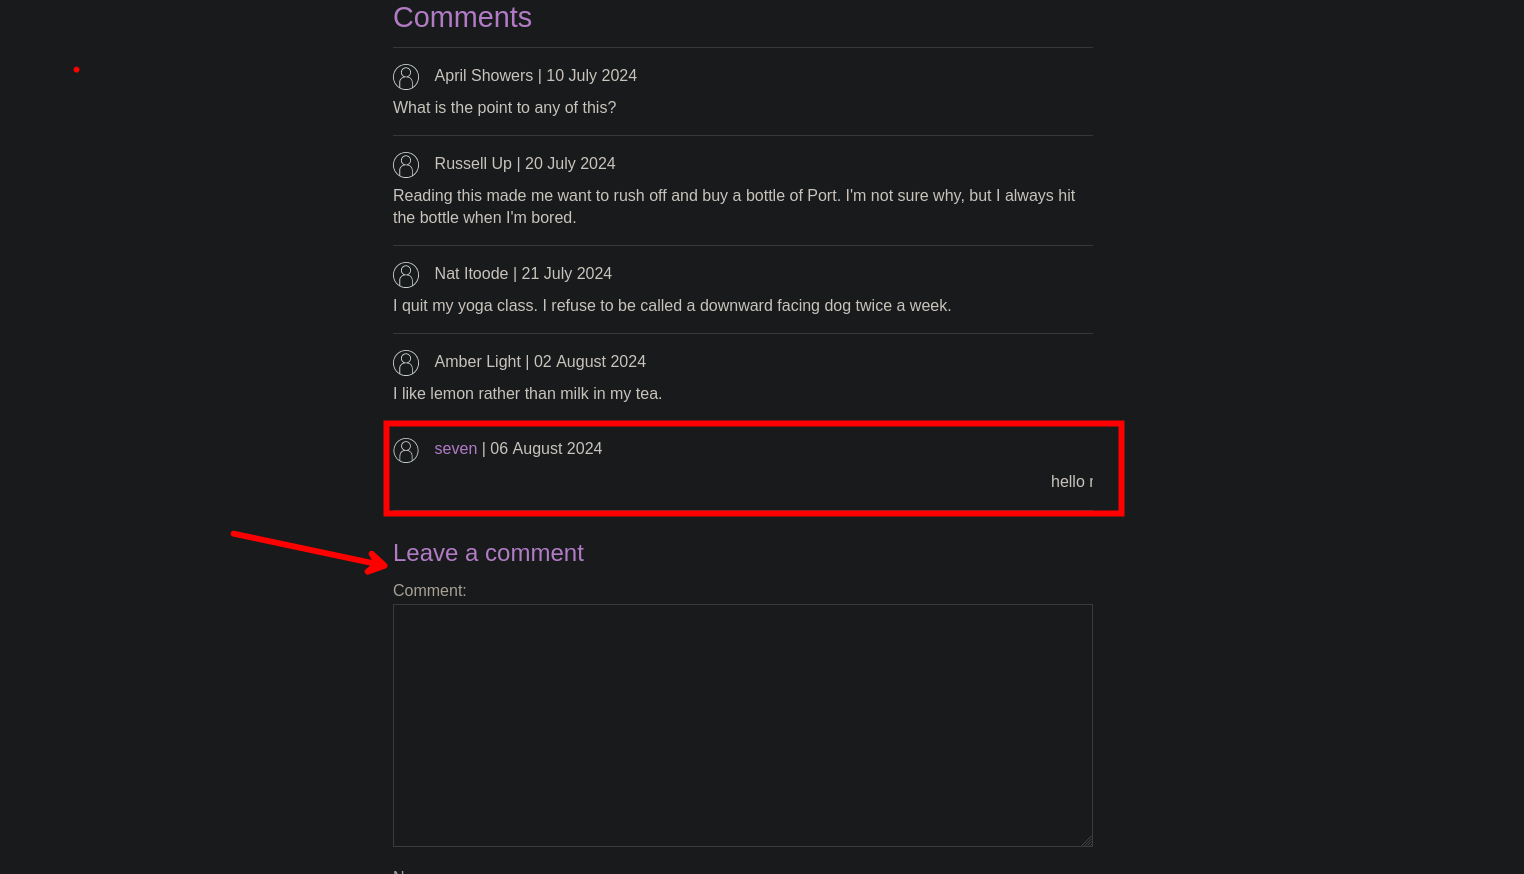 Comments
April Showers | 10 July 2024
What is the point to any of this?
Russell Up | 20 July 2024
Reading this made me want to rush off and buy a bottle of Port. I'm not sure why, but I always hit
the bottle when I'm bored.
Nat Itoode | 21 July 2024
I quit my yoga class. I refuse to be called a downward facing dog twice a week.
Amber Light | 02 August 2024
I like lemon rather than milk in my tea.
seven | 06 August 2024
hello
Leave a comment
Comment: